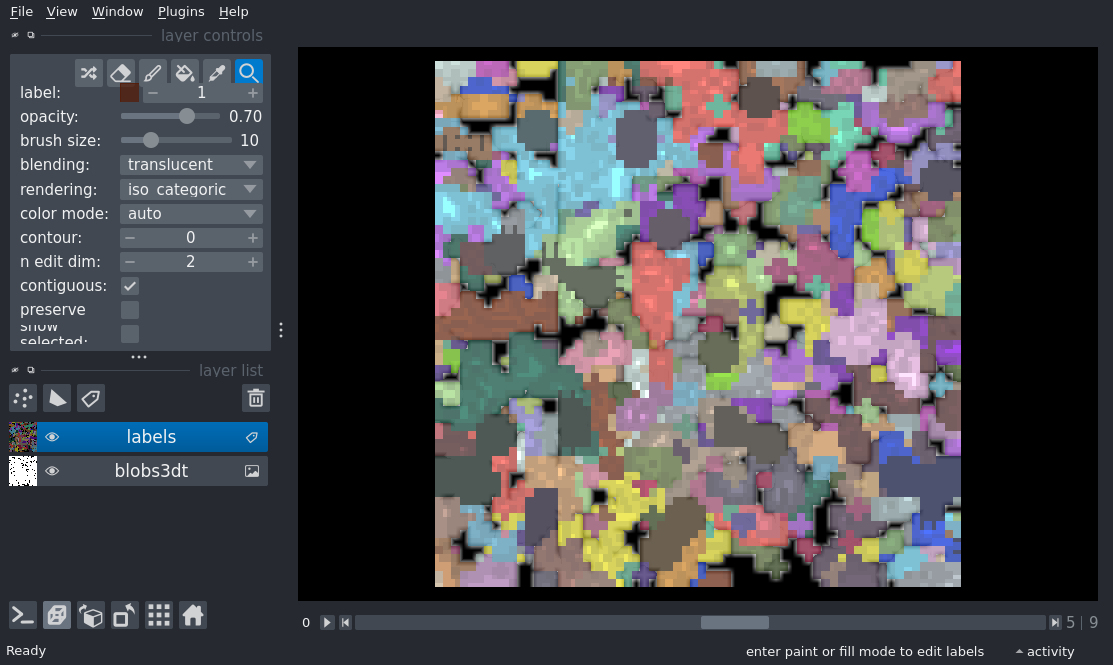 File View Window Plugins Help
layer controls
label: 1
opacity: 0.70
brush size: 10
blending: translucent
rendering: iso_categoric
color mode: auto
contour: 0
n edit dim: 2
contiguous:
preserve
show
selected:
layer list
labels
blobs3dt
0 5 | 9
Ready enter paint or fill mode to edit labels activity